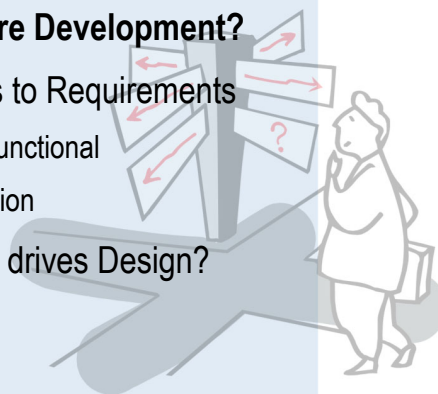 re Development?
s to Requirements
unctional
ion
drives Design?
?